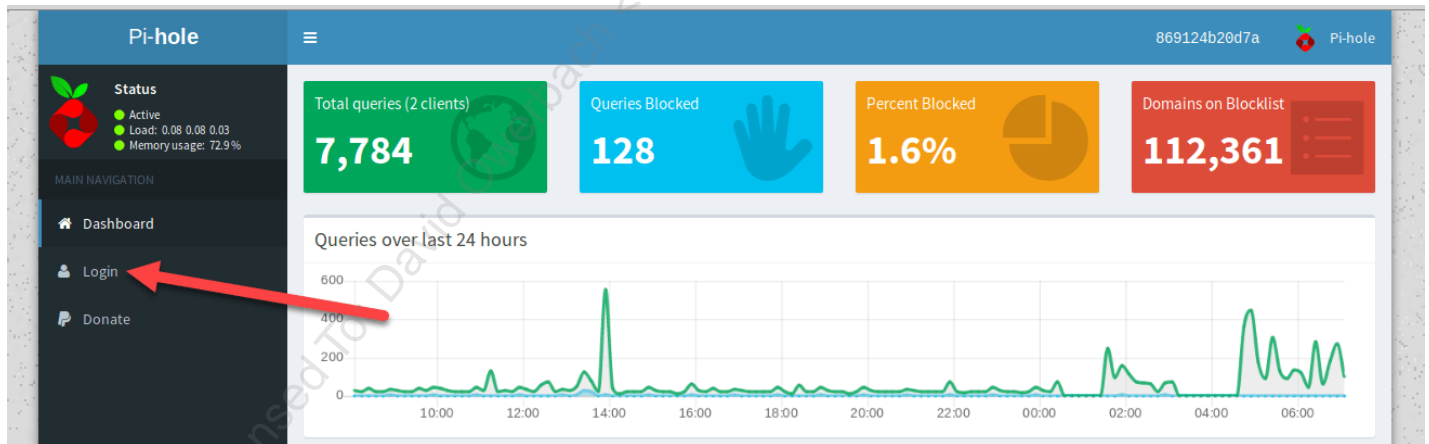 Pi-hole
869124b20d7a
Pi-hole
Status
Active
Load: 0.08 0.08 0.03
Memory usage: 72.9 %
MAIN NAVIGATION
Dashboard
Login
Donate
Total queries (2 clients)
7,784
Queries Blocked
128
Percent Blocked
1.6%
Domains on Blocklist
112,361
Queries over last 24 hours
600
400
200
0
10:00 12:00 14:00 16:00 18:00 20:00 22:00 00:00 02:00 04:00 06:00
To: David Owerbach